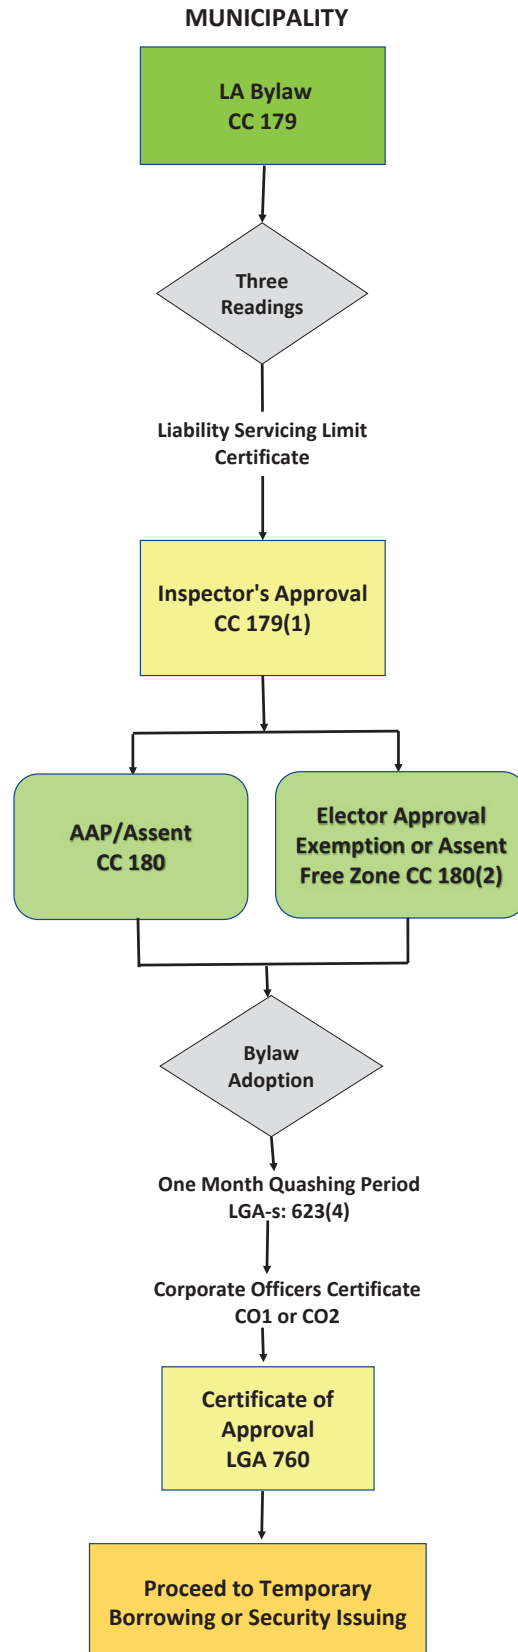 MUNICIPALITY
LA Bylaw
CC 179
Three
Readings
Liability Servicing Limit
Certificate
Inspector's Approval
CC 179(1)
AAP/Assent
CC 180
Elector Approval
Exemption or Assent
Free Zone CC 180(2)
Bylaw
Adoption
One Month Quashing Period
LGA-s: 623(4)
Corporate Officers Certificate
CO1 or CO2
Certificate of
Approval
LGA 760
Proceed to Temporary
Borrowing or Security Issuing